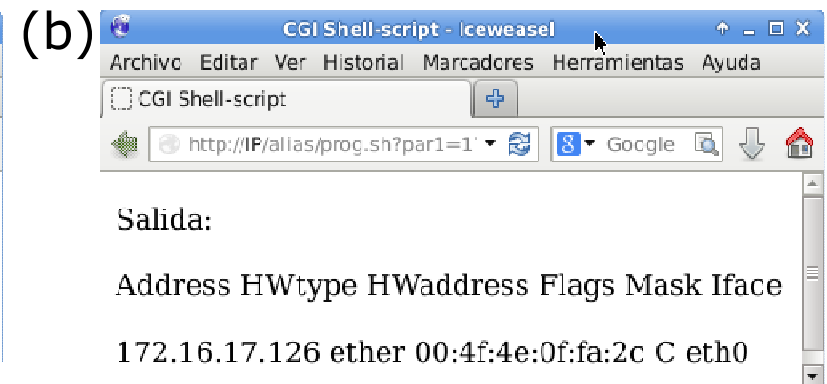 (b)
CGI Shell-script - Iceweasel
Archivo Editar Ver Historial Marcadores Herramientas Ayuda
CGI Shell-script
http://IP/alias/prog.sh?par1=1 8 Google
Salida:
Address HWtype HWaddress Flags Mask Iface
172.16.17.126 ether 00:4f:4e:0f:fa:2c C eth0